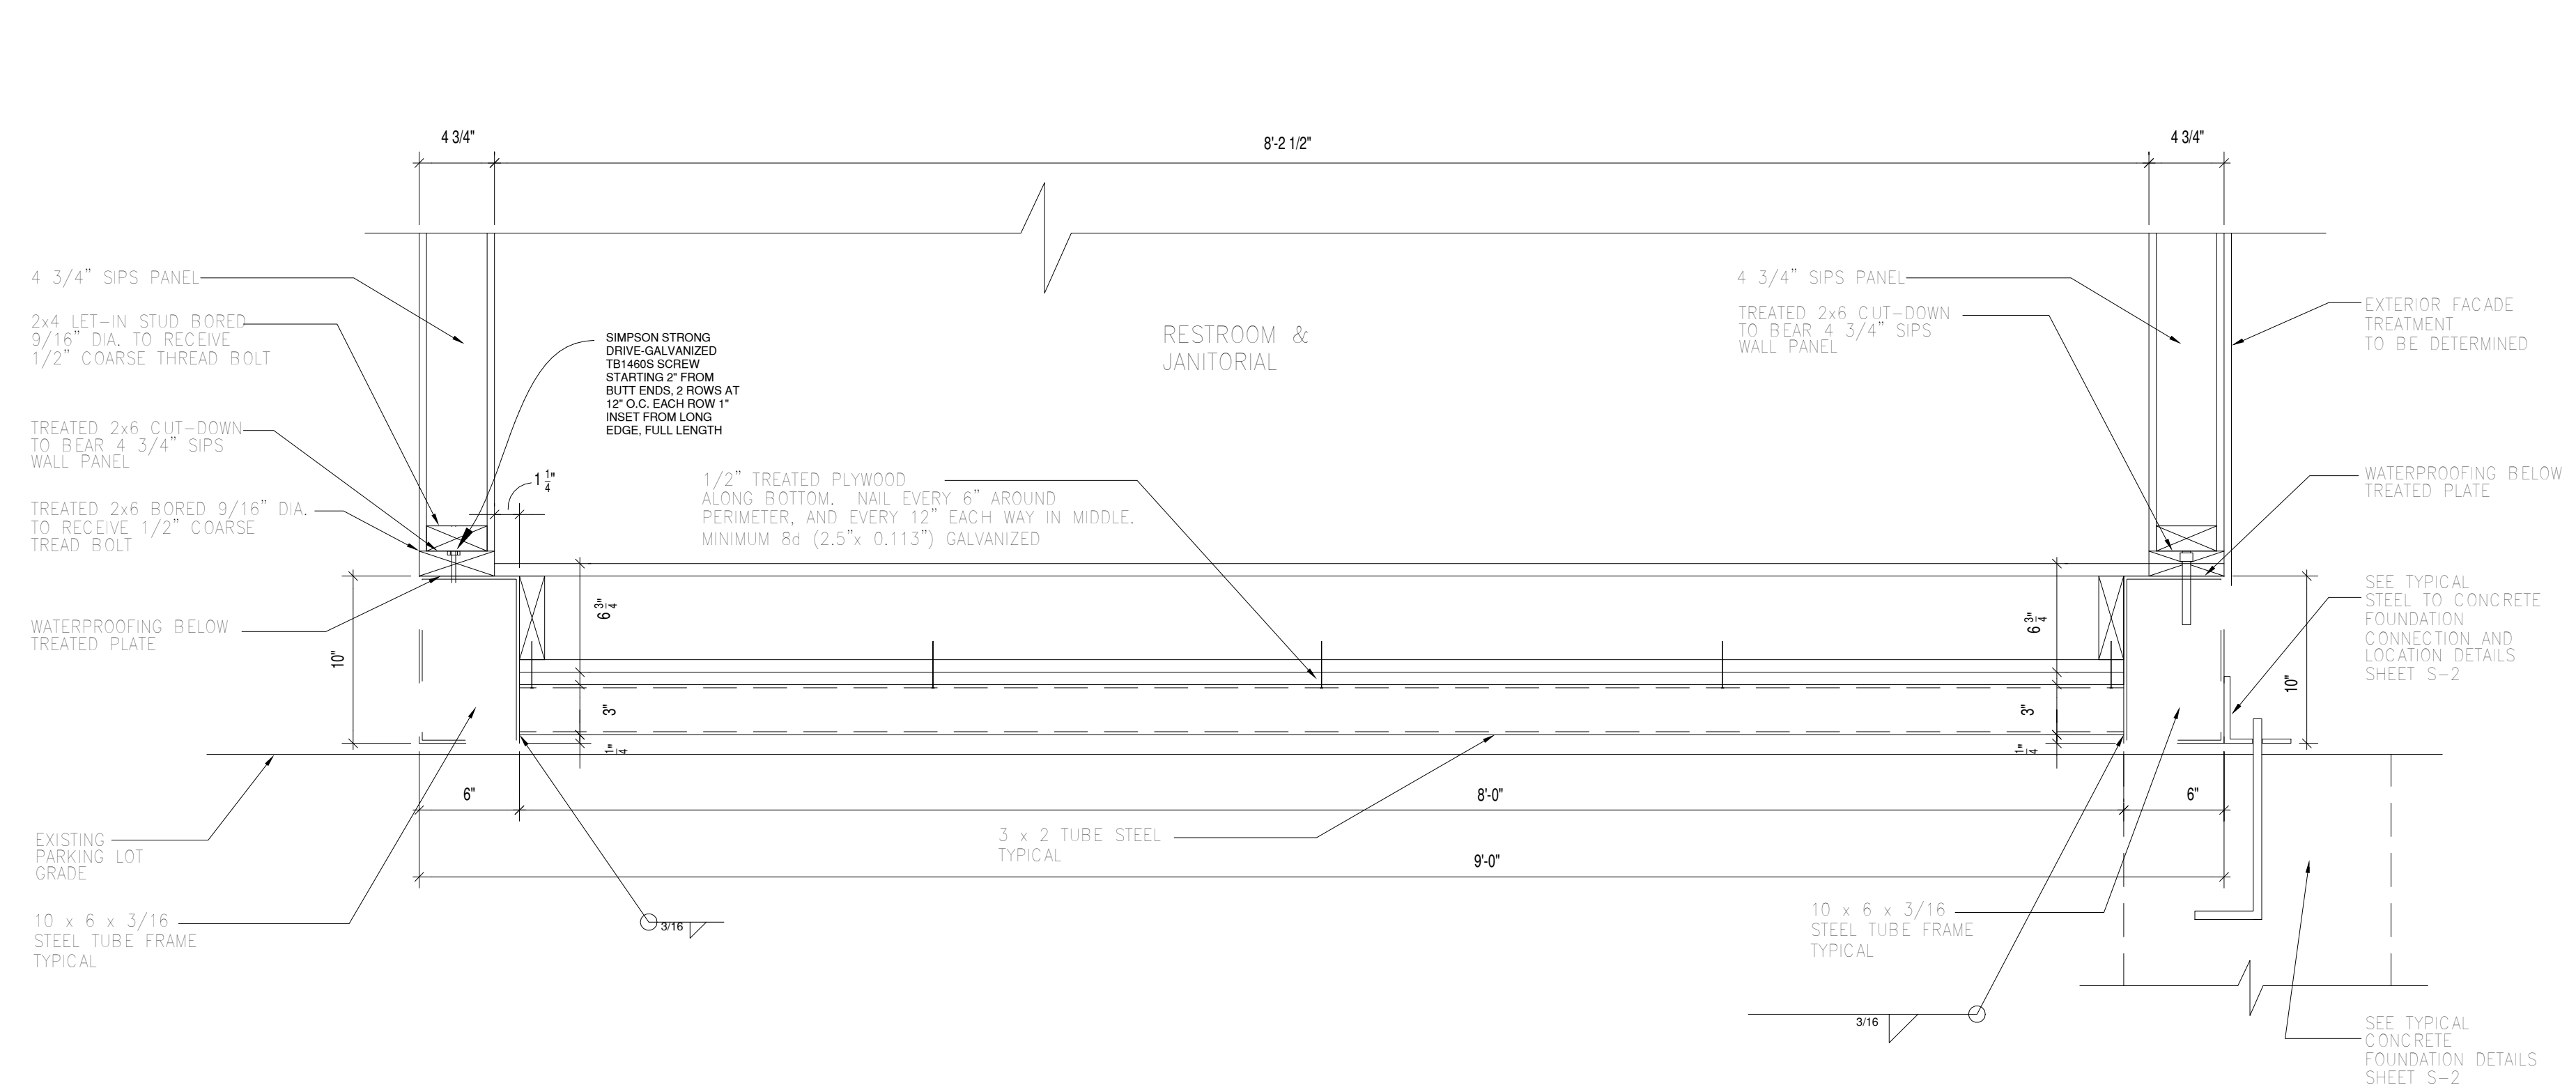 4 3/4"
8'-2 1/2"
4 3/4"
4 3/4" SIPS PANEL
2x4 LET-IN STUD BORED
9/16" DIA. TO RECEIVE
1/2" COARSE THREAD BOLT
TREATED 2x6 CUT-DOWN
TO BEAR 4 3/4" SIPS
WALL PANEL
TREATED 2x6 BORED 9/16" DIA.
TO RECEIVE 1/2" COARSE
TREAD BOLT
WATERPROOFING BELOW
TREATED PLATE
SIMPSON STRONG
DRIVE-GALVANIZED
TB1460S SCREW
STARTING 2" FROM
BUTT ENDS, 2 ROWS AT
12" O.C. EACH ROW 1"
INSET FROM LONG
EDGE, FULL LENGTH
1 1/4"
RESTROOM &
JANITORIAL
1/2" TREATED PLYWOOD
ALONG BOTTOM. NAIL EVERY 6" AROUND
PERIMETER, AND EVERY 12" EACH WAY IN MIDDLE.
MINIMUM 8d (2.5"x 0.113") GALVANIZED
4 3/4" SIPS PANEL
TREATED 2x6 CUT-DOWN
TO BEAR 4 3/4" SIPS
WALL PANEL
EXTERIOR FACADE
TREATMENT
TO BE DETERMINED
WATERPROOFING BELOW
TREATED PLATE
SEE TYPICAL
STEEL TO CONCRETE
FOUNDATION
CONNECTION AND
LOCATION DETAILS
SHEET S-2
10"
6 3/4"
3"
1/4"
6 3/4"
3"
1/4"
10"
6"
8'-0"
6"
EXISTING
PARKING LOT
GRADE
3 x 2 TUBE STEEL
TYPICAL
9'-0"
10 x 6 x 3/16
STEEL TUBE FRAME
TYPICAL
3/16
10 x 6 x 3/16
STEEL TUBE FRAME
TYPICAL
3/16
SEE TYPICAL
CONCRETE
FOUNDATION DETAILS
SHEET S-2